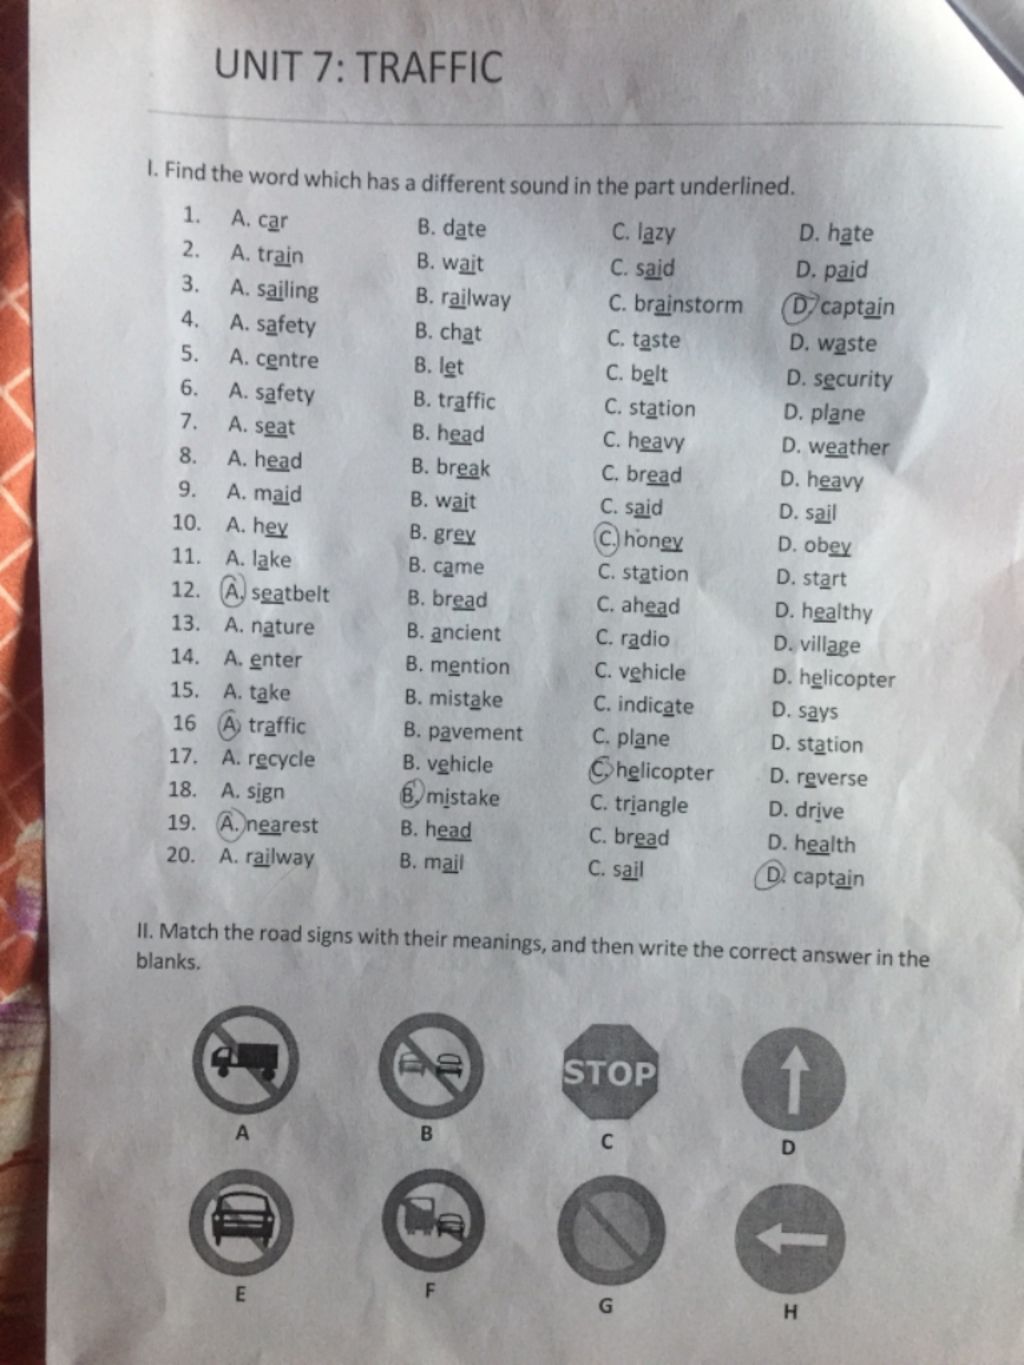 UNIT 7: TRAFFIC
I. Find the word which has a different sound in the part underlined.
1. A. car B. date C. lazy D. hate
2. A. train B. wait C. said D. paid
3. A. sailing B. railway C. brainstorm D. captain
4. A. safety B. chat C. taste D. waste
5. A. centre B. let C. belt D. security
6. A. safety B. traffic C. station D. plane
7. A. seat B. head C. heavy D. weather
8. A. head B. break C. bread D. heavy
9. A. maid B. wait C. said D. sail
10. A. hey B. grey C. honey D. obey
11. A. lake B. came C. station D. start
12. A. seatbelt B. bread C. ahead D. healthy
13. A. nature B. ancient C. radio D. village
14. A. enter B. mention C. vehicle D. helicopter
15. A. take B. mistake C. indicate D. says
16 A. traffic B. pavement C. plane D. station
17. A. recycle B. vehicle C. helicopter D. reverse
18. A. sign B. mistake C. triangle D. drive
19. A. nearest B. head C. bread D. health
20. A. railway B. mail C. sail D. captain
II. Match the road signs with their meanings, and then write the correct answer in the
blanks.
STOP
A B C D
E F G H